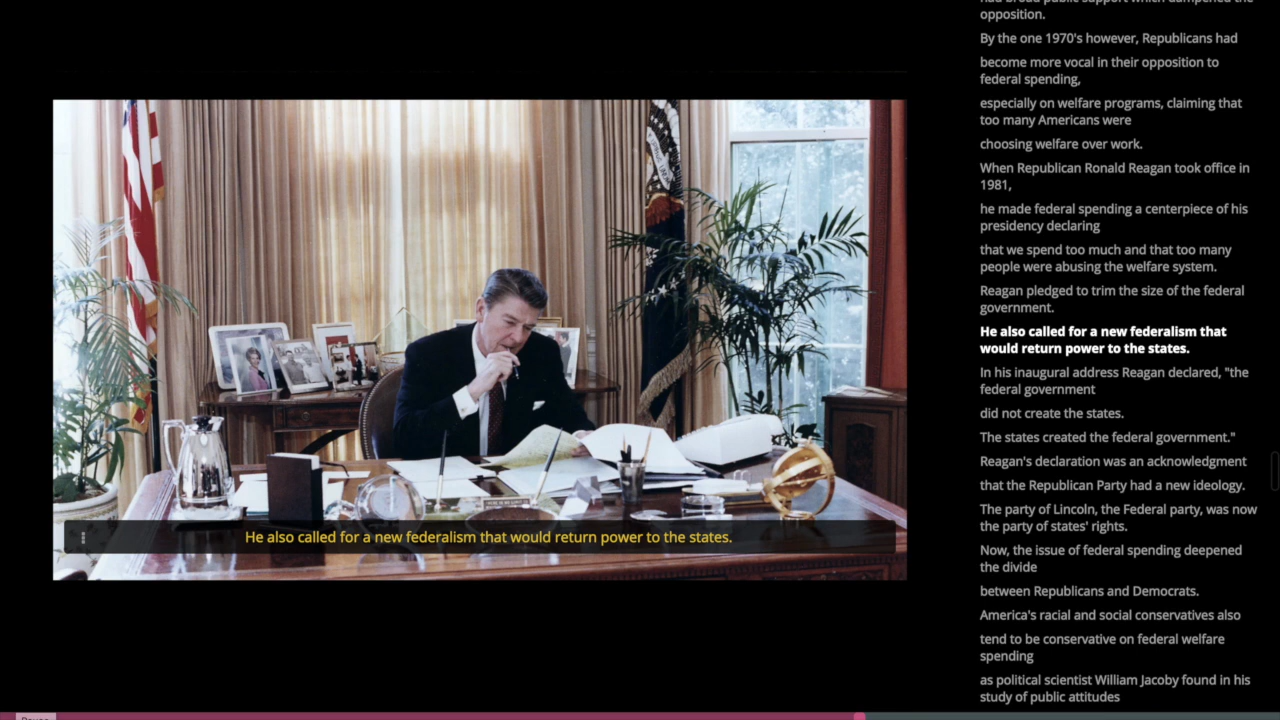 He also called for a new federalism that would return power to the states.
had broad public support which dampened the
opposition.
By the one 1970's however, Republicans had
become more vocal in their opposition to
federal spending,
especially on welfare programs, claiming that
too many Americans were
choosing welfare over work.
When Republican Ronald Reagan took office in
1981,
he made federal spending a centerpiece of his
presidency declaring
that we spend too much and that too many
people were abusing the welfare system.
Reagan pledged to trim the size of the federal
government.
He also called for a new federalism that
would return power to the states.
In his inaugural address Reagan declared, "the
federal government
did not create the states.
The states created the federal government."
Reagan's declaration was an acknowledgment
that the Republican Party had a new ideology.
The party of Lincoln, the Federal party, was now
the party of states' rights.
Now, the issue of federal spending deepened
the divide
between Republicans and Democrats.
America's racial and social conservatives also
tend to be conservative on federal welfare
spending
as political scientist William Jacoby found in his
study of public attitudes